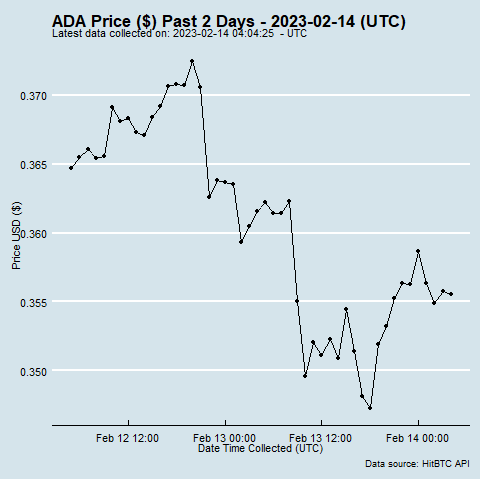 ADA Price ($) Past 2 Days - 2023-02-14 (UTC)
Latest data collected on: 2023-02-14 04:04:25 - UTC
0.370
0.365
0.360
0.355
0.350
Price USD ($)
Feb 12 12:00
Feb 13 00:00
Feb 13 12:00
Feb 14 00:00
Date Time Collected (UTC)
Data source: HitBTC API